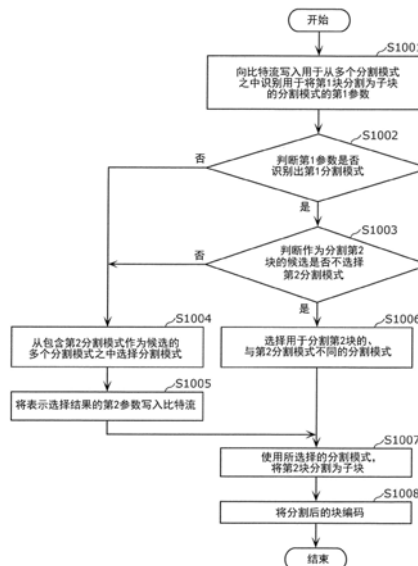 开始
S1001
向比特流写入用于从多个分割模式
之中识别用于将第1块分割为子块
的分割模式的第1参数
S1002
判断第1参数是否
识别出第1分割模式
否
是
S1003
判断作为分割第2
块的候选是否不选择
第2分割模式
否
是
S1004
从包含第2分割模式作为候选的
多个分割模式之中选择分割模式
S1006
选择用于分割第2块的、
与第2分割模式不同的分割模式
S1005
将表示选择结果的第2参数写入比特流
S1007
使用所选择的分割模式，
将第2块分割为子块
S1008
将分割后的块编码
结束